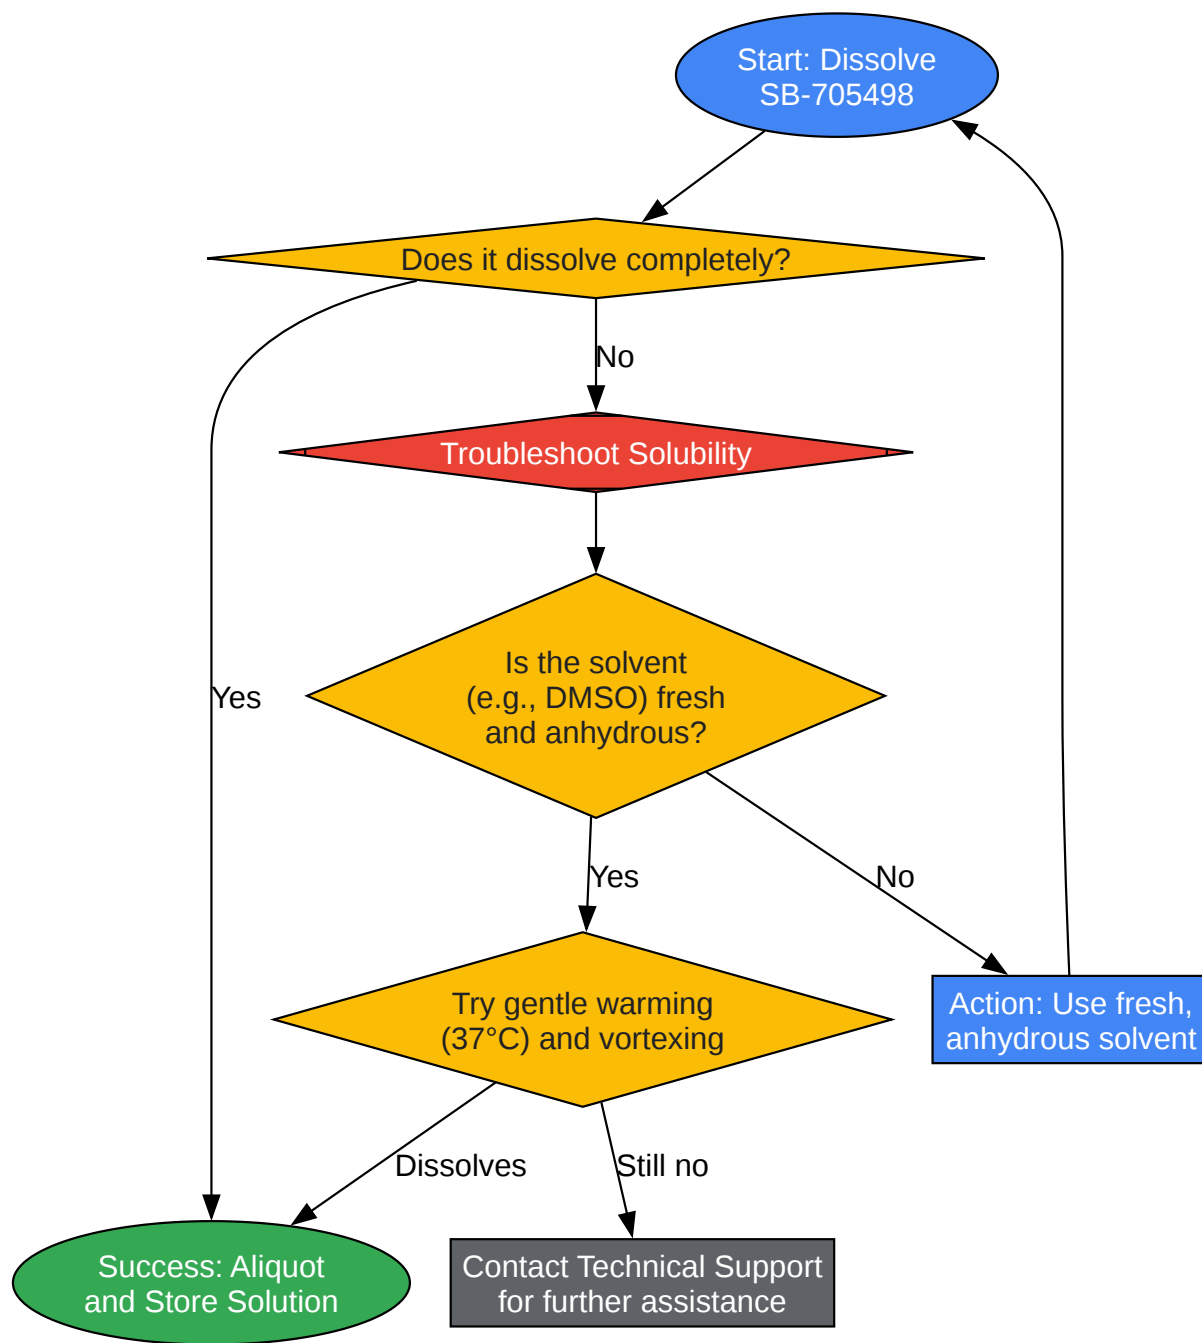 Start: Dissolve
SB-705498
Does it dissolve completely?
No
Troubleshoot Solubility
Is the solvent
(e.g., DMSO) fresh
and anhydrous?
Yes
Yes
No
Try gentle warming
(37°C) and vortexing
Action: Use fresh,
anhydrous solvent
Dissolves
Still no
Success: Aliquot
and Store Solution
Contact Technical Support
for further assistance